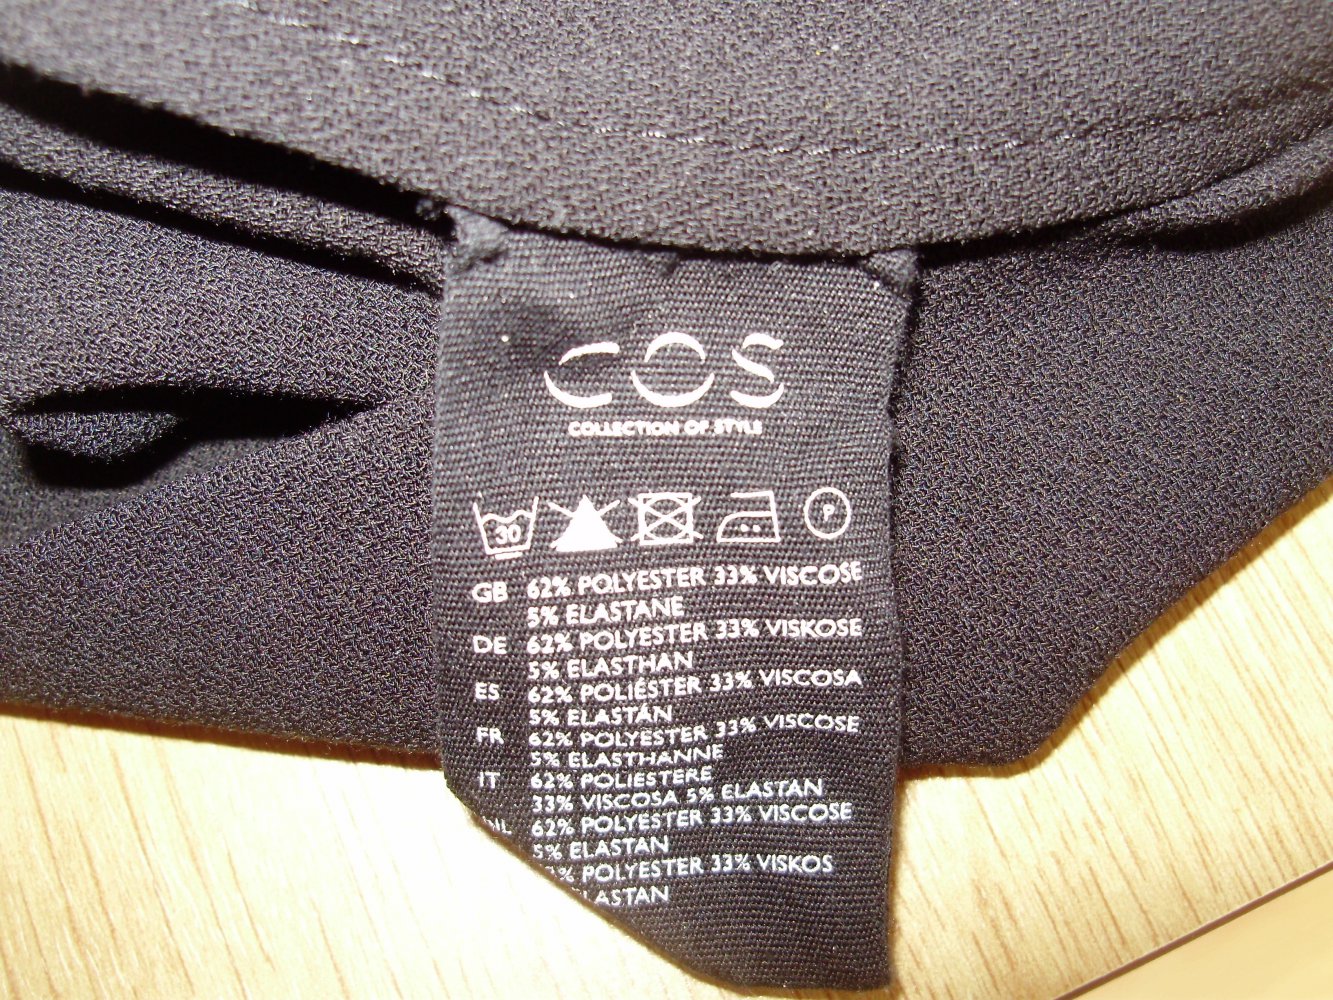 COS
COLLECTION OF STYLE
30 P
GB 62% POLYESTER 33% VISCOSE
5% ELASTANE
DE 62% POLYESTER 33% VISKOSE
5% ELASTHAN
ES 62% POLIÉSTER 33% VISCOSA
5% ELASTÁN
FR 62% POLYESTER 33% VISCOSE
5% ELASTHANNE
IT 62% POLIESTERE
33% VISCOSA 5% ELASTAN
62% POLYESTER 33% VISCOSE
5% ELASTAN
POLYESTER 33% VISKOS